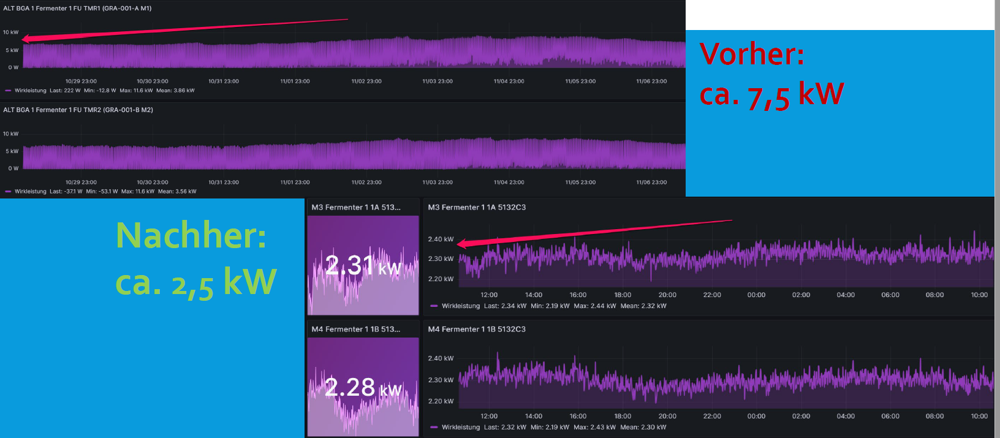 ALT BGA 1 Fermenter 1 FU TMR1 (GRA-001-A M1)
10 kW
5 kW
0 W
10/29 23:00 10/30 23:00 10/31 23:00 11/01 23:00 11/02 23:00 11/03 23:00 11/04 23:00 11/05 23:00 11/06 23:00
Wirkleistung Last: 222 W Min: -12.8 W Max: 11.6 kW Mean: 3.86 kW
Vorher:
ca. 7,5 kW
ALT BGA 1 Fermenter 1 FU TMR2 (GRA-001-B M2)
10 kW
5 kW
0 W
10/29 23:00 10/30 23:00 10/31 23:00 11/01 23:00 11/02 23:00 11/03 23:00 11/04 23:00 11/05 23:00 11/06 23:00
Wirkleistung Last: -37.1 W Min: -53.1 W Max: 11.6 kW Mean: 3.56 kW
Nachher:
ca. 2,5 kW
M3 Fermenter 1 1A 513...
2.31 kW
M3 Fermenter 1 1A 5132C3
2.40 kW
2.30 kW
2.20 kW
12:00 14:00 16:00 18:00 20:00 22:00 00:00 02:00 04:00 06:00 08:00 10:00
Wirkleistung Last: 2.34 kW Min: 2.19 kW Max: 2.44 kW Mean: 2.32 kW
M4 Fermenter 1 1B 513...
2.28 kW
M4 Fermenter 1 1B 5132C3
2.40 kW
2.30 kW
2.20 kW
12:00 14:00 16:00 18:00 20:00 22:00 00:00 02:00 04:00 06:00 08:00 10:00
Wirkleistung Last: 2.32 kW Min: 2.19 kW Max: 2.43 kW Mean: 2.30 kW